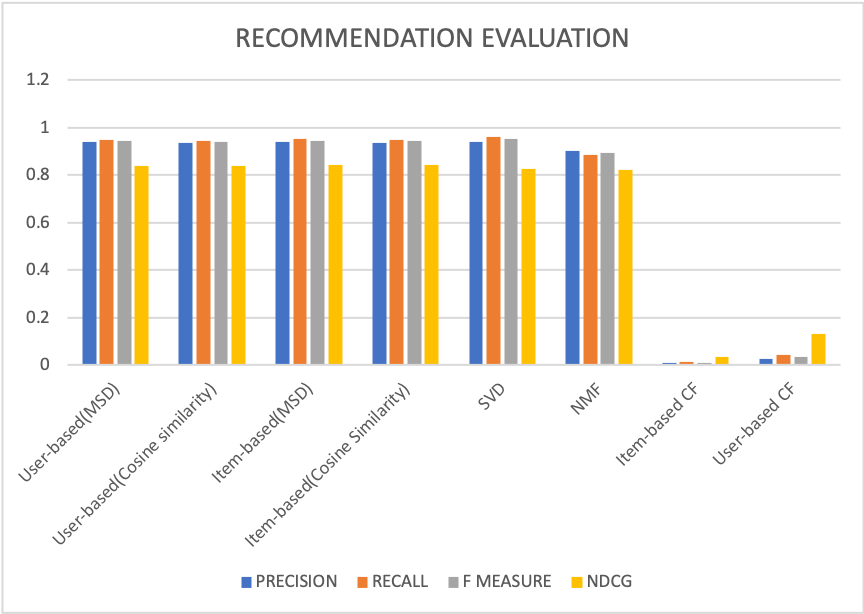 RECOMMENDATION EVALUATION
1.2
1
0.8
0.6
0.4
0.2
0
User-based(MSD)
User-based(Cosine similarity)
Item-based(MSD)
Item-based(Cosine Similarity)
SVD
NMF
Item-based CF
User-based CF
PRECISION RECALL F MEASURE NDCG